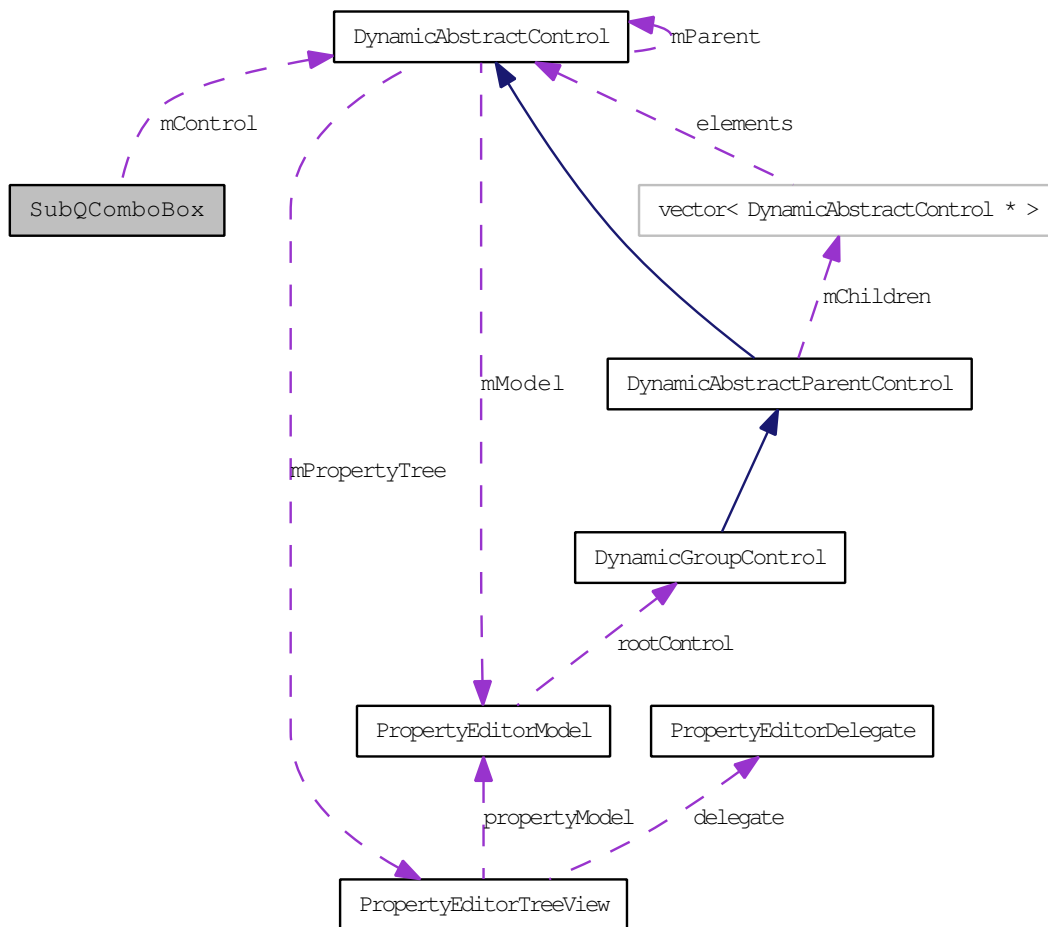 DynamicAbstractControl
mParent
mControl
elements
SubQComboBox
vector< DynamicAbstractControl * >
mChildren
mModel
DynamicAbstractParentControl
mPropertyTree
DynamicGroupControl
rootControl
PropertyEditorModel
PropertyEditorDelegate
propertyModel
delegate
PropertyEditorTreeView